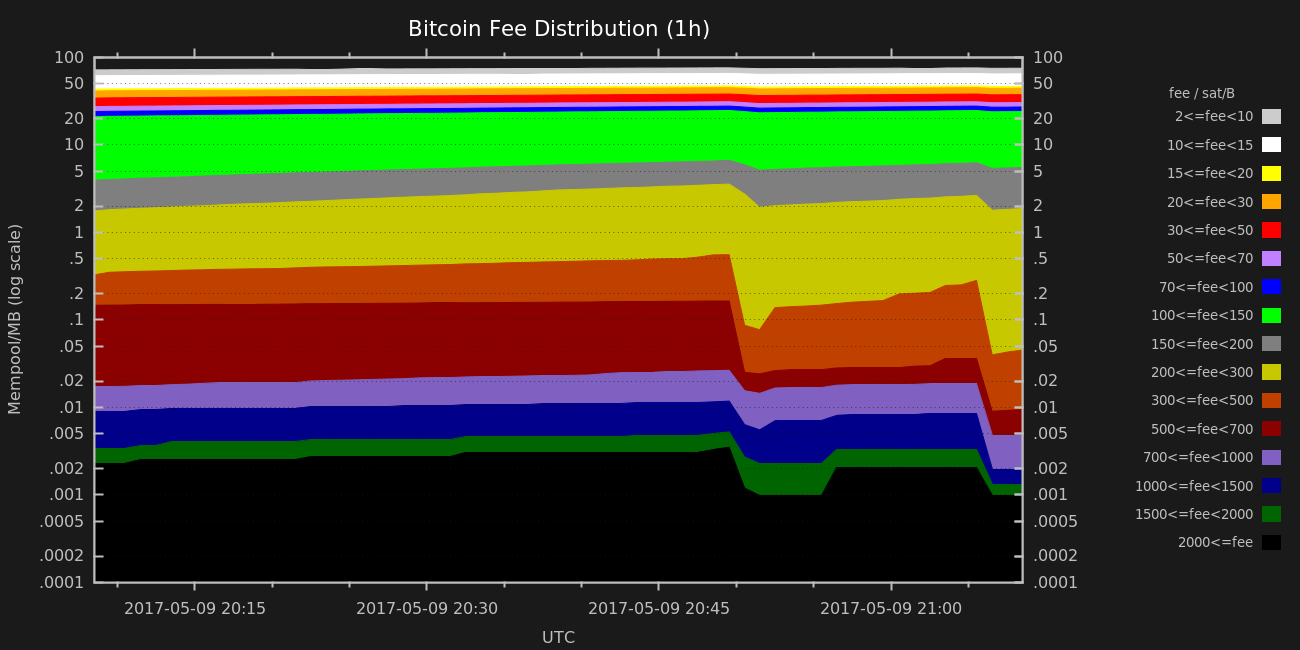 Bitcoin Fee Distribution (1h)
Mempool/MB (log scale)
100
50
20
10
5
2
1
.5
.2
.1
.05
.02
.01
.005
.002
.001
.0005
.0002
.0001
100
50
20
10
5
2
1
.5
.2
.1
.05
.02
.01
.005
.002
.001
.0005
.0002
.0001
fee / sat/B
2<=fee<10
10<=fee<15
15<=fee<20
20<=fee<30
30<=fee<50
50<=fee<70
70<=fee<100
100<=fee<150
150<=fee<200
200<=fee<300
300<=fee<500
500<=fee<700
700<=fee<1000
1000<=fee<1500
1500<=fee<2000
2000<=fee
2017-05-09 20:15
2017-05-09 20:30
2017-05-09 20:45
2017-05-09 21:00
UTC